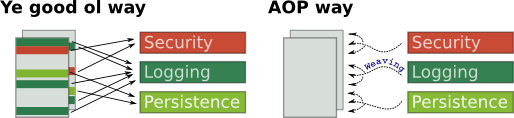 Ye good ol way
Security
Logging
Persistence
AOP way
Weaving
Security
Logging
Persistence